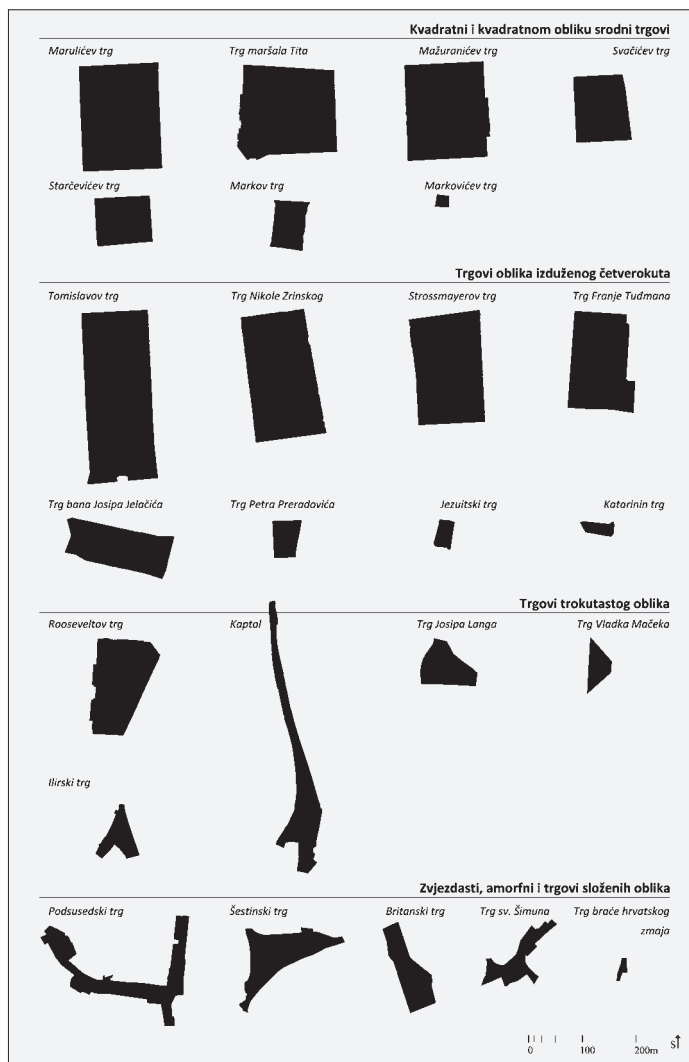 Kvadratni i kvadratnom obliku srodni trgovi
Marulićev trg
Trg maršala Tita
Mažuranićev trg
Svačićev trg
Starčevićev trg
Markov trg
Markovićev trg
Trgovi oblika izduženog četverokuta
Tomislavov trg
Trg Nikole Zrinskog
Strossmayerov trg
Trg Franje Tuđmana
Trg bana Josipa Jelačića
Trg Petra Preradovića
Jezuitski trg
Katarinin trg
Trgovi trokutastog oblika
Rooseveltov trg
Kaptol
Trg Josipa Langa
Trg Vladka Mačeka
Ilirski trg
Zvjezdasti, amorfni i trgovi složenih oblika
Podsusedski trg
Šestinski trg
Britanski trg
Trg sv. Šimuna
Trg braće hrvatskog
zmaja
0 100 200m S